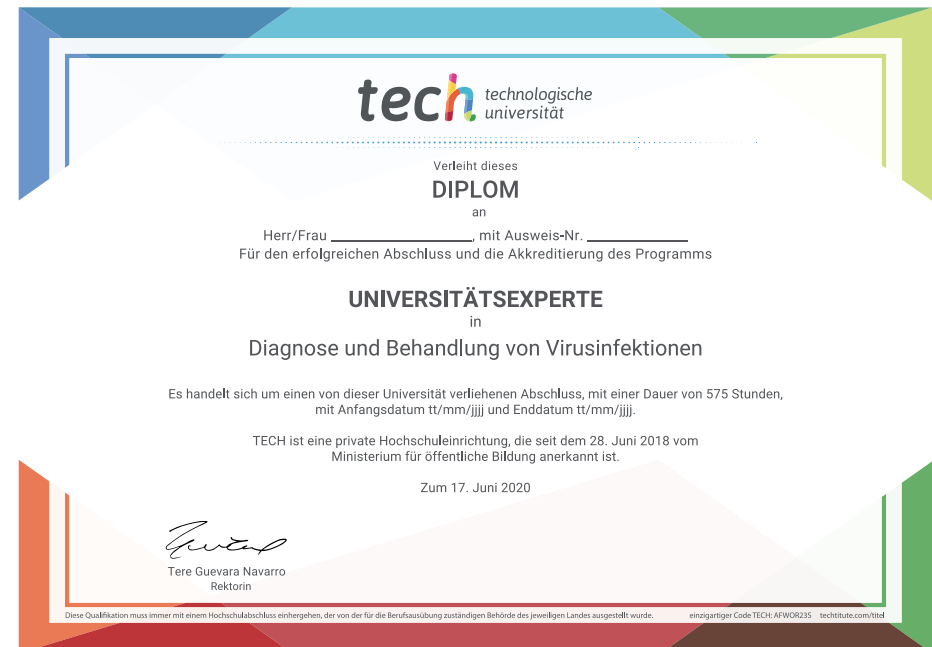 tech technologische
universität
Verleiht dieses
DIPLOM
an
Herr/Frau ____________________, mit Ausweis-Nr. ______________
Für den erfolgreichen Abschluss und die Akkreditierung des Programms
UNIVERSITÄTSEXPERTE
in
Diagnose und Behandlung von Virusinfektionen
Es handelt sich um einen von dieser Universität verliehenen Abschluss, mit einer Dauer von 575 Stunden,
mit Anfangsdatum tt/mm/jjjj und Enddatum tt/mm/jjjj.
TECH ist eine private Hochschuleinrichtung, die seit dem 28. Juni 2018 vom
Ministerium für öffentliche Bildung anerkannt ist.
Zum 17. Juni 2020
Tere Guevara Navarro
Rektorin
Diese Qualifikation muss immer mit einem Hochschulabschluss einhergehen, der von der für die Berufsausübung zuständigen Behörde des jeweiligen Landes ausgestellt wurde. einzigartiger Code TECH: AFWOR23S techtitute.com/titel